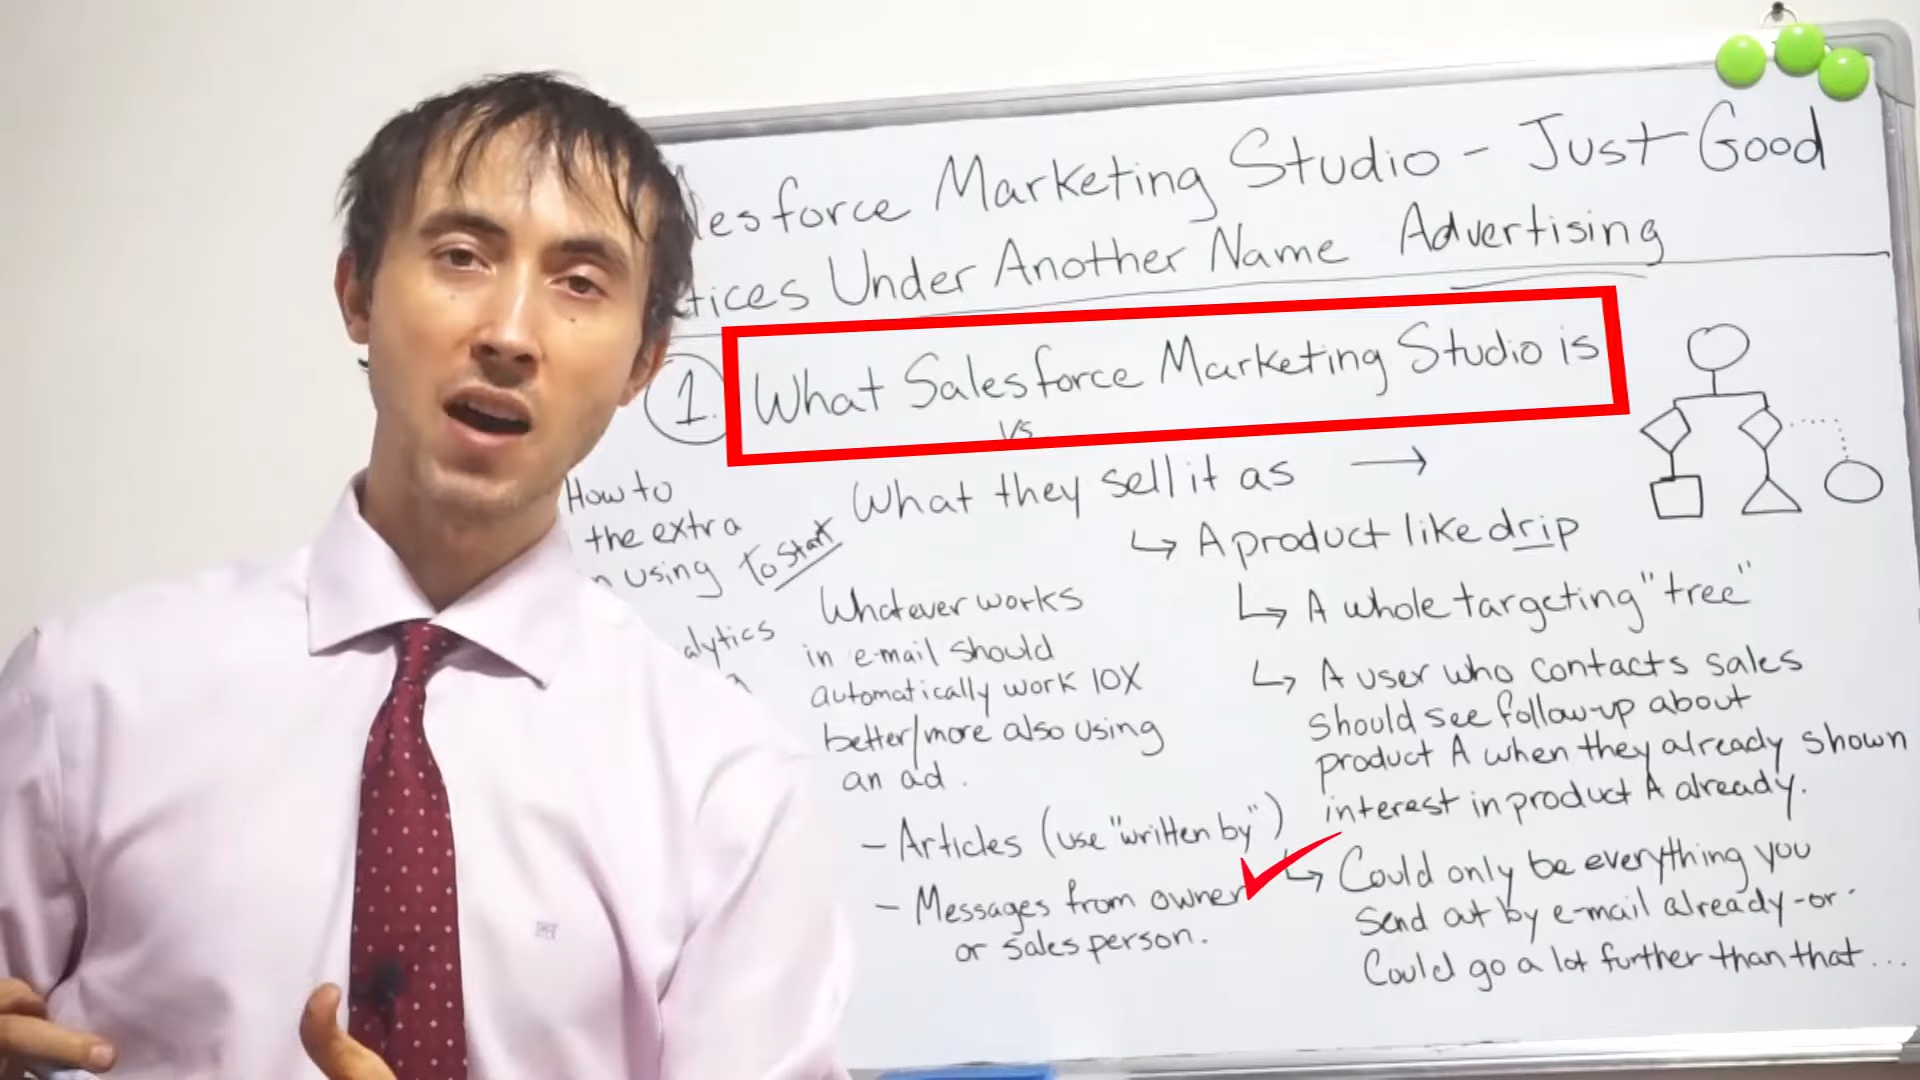 Salesforce Marketing Studio - Just Good
Under Another Name Advertising
1. What Salesforce Marketing Studio is
vs
What they sell it as →
↳ A product like drip
↳ A whole targeting "tree"
↳ A user who contacts sales
should see follow-up about
product A when they already shown
interest in product A already.
↳ Could only be everything you
send out by e-mail already -or-
Could go a lot further than that...
How to
the extra
using
To Start
Whatever works
in e-mail should
automatically work 10X
better/more also using
an ad.
- Articles (use "written by")
- Messages from owner
or sales person.